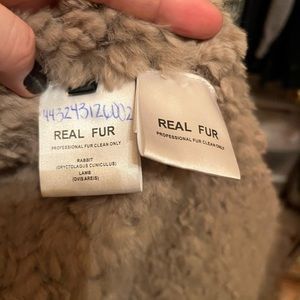 443243126002
REAL FUR
PROFESSIONAL FUR CLEAN ONLY
RABBIT
(ORYCTOLAGUS CUNICULUS)
LAMB
(OVIS ARIES)
REAL FUR
PROFESSIONAL FUR CLEAN ONLY